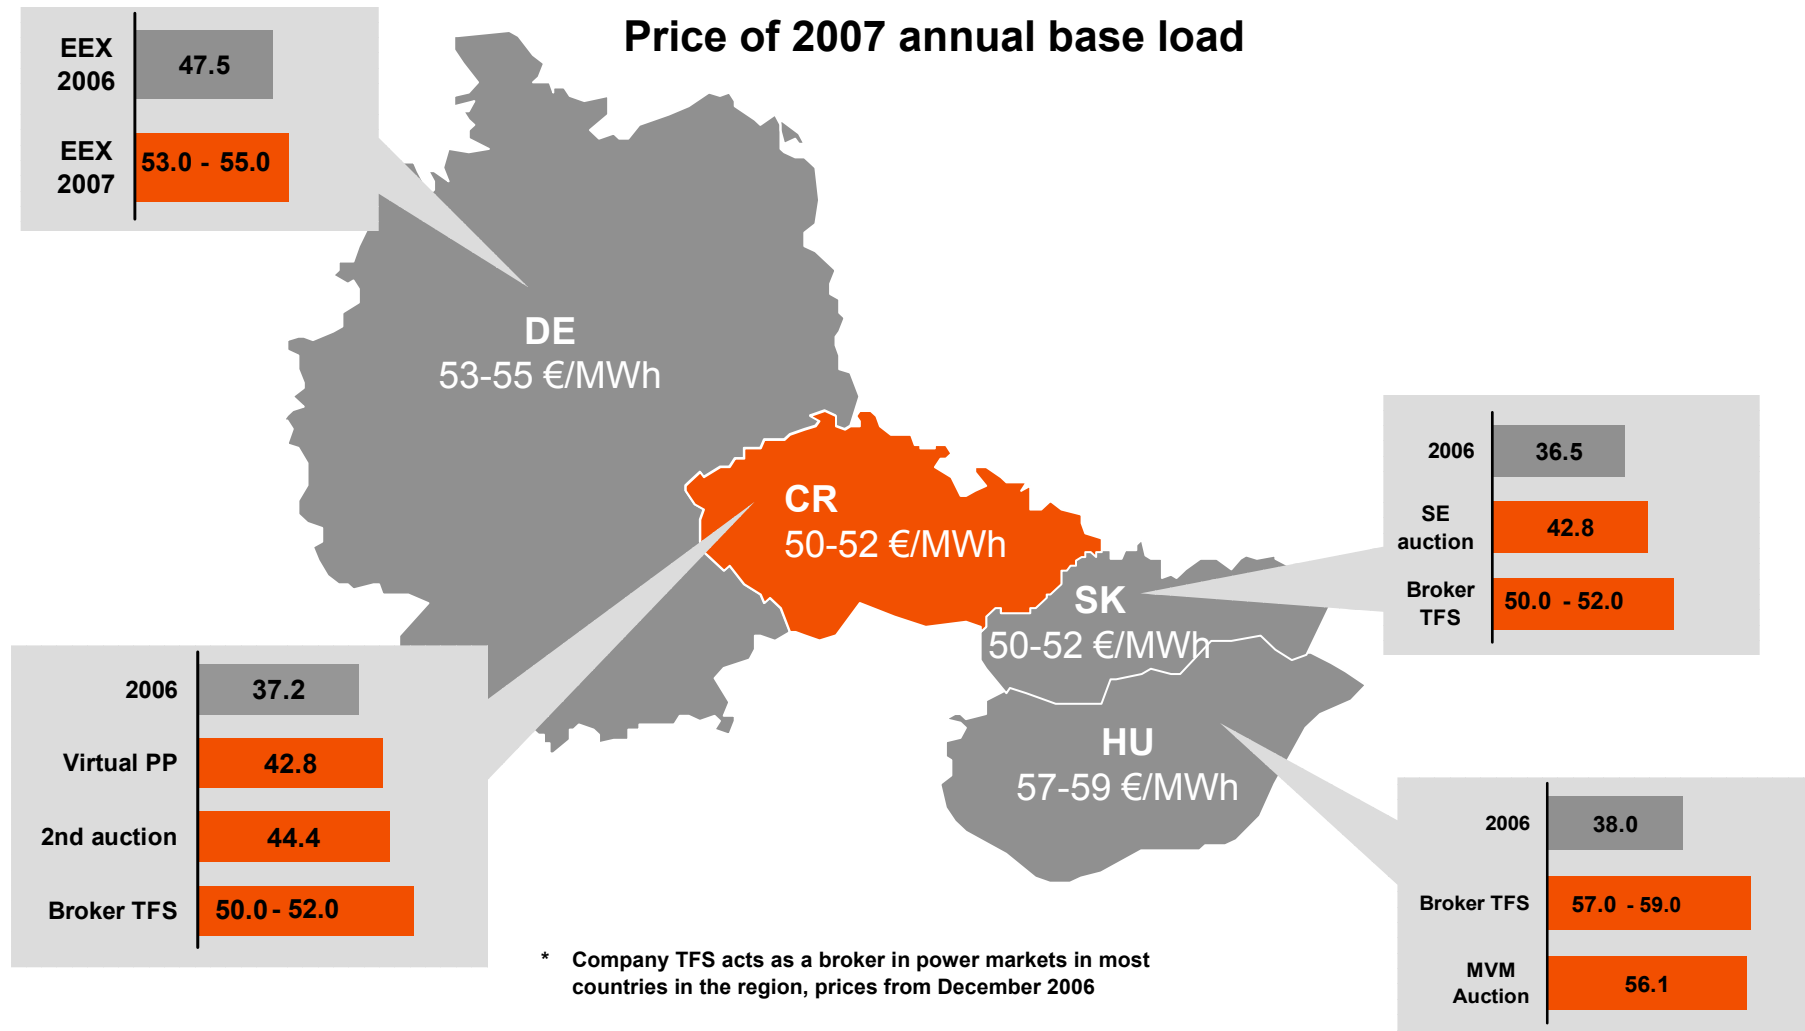 Price of 2007 annual base load
EEX
2006
47.5
EEX
2007
53.0 - 55.0
DE
53-55 €/MWh
CR
50-52 €/MWh
SK
50-52 €/MWh
HU
57-59 €/MWh
2006
36.5
SE
auction
42.8
Broker
TFS
50.0 - 52.0
2006
37.2
Virtual PP
42.8
2nd auction
44.4
Broker TFS
50.0 - 52.0
2006
38.0
Broker TFS
57.0 - 59.0
MVM
Auction
56.1
* Company TFS acts as a broker in power markets in most
countries in the region, prices from December 2006